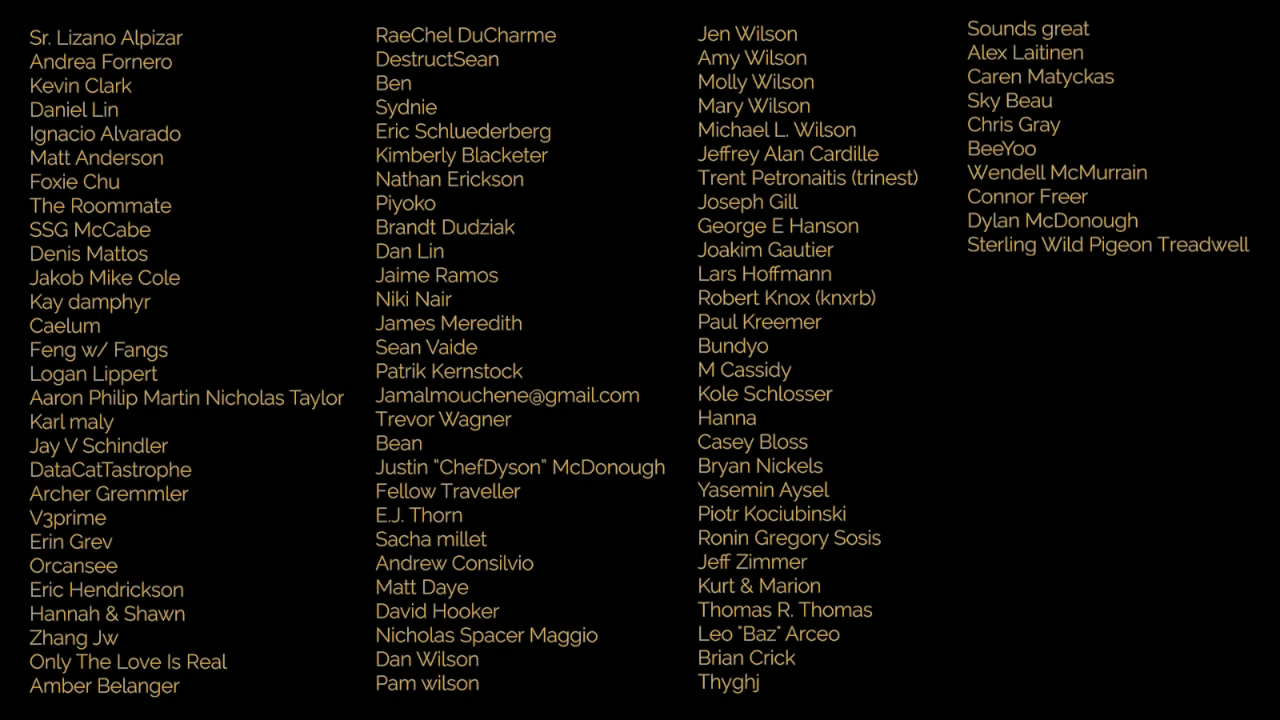 Sr. Lizano Alpizar
Andrea Fornero
Kevin Clark
Daniel Lin
Ignacio Alvarado
Matt Anderson
Foxie Chu
The Roommate
SSG McCabe
Denis Mattos
Jakob Mike Cole
Kay damphyr
Caelum
Feng w/ Fangs
Logan Lippert
Aaron Philip Martin Nicholas Taylor
Karl maly
Jay V Schindler
DataCatTastrophe
Archer Gremmler
V3prime
Erin Grev
Orcansee
Eric Hendrickson
Hannah & Shawn
Zhang Jw
Only The Love Is Real
Amber Belanger
RaeChel DuCharme
DestructSean
Ben
Sydnie
Eric Schluederberg
Kimberly Blacketer
Nathan Erickson
Piyoko
Brandt Dudziak
Dan Lin
Jaime Ramos
Niki Nair
James Meredith
Sean Vaide
Patrik Kernstock
Jamalmouchene@gmail.com
Trevor Wagner
Bean
Justin "ChefDyson" McDonough
Fellow Traveller
E.J. Thorn
Sacha millet
Andrew Consilvio
Matt Daye
David Hooker
Nicholas Spacer Maggio
Dan Wilson
Pam wilson
Jen Wilson
Amy Wilson
Molly Wilson
Mary Wilson
Michael L. Wilson
Jeffrey Alan Cardille
Trent Petronaitis (trinest)
Joseph Gill
George E Hanson
Joakim Gautier
Lars Hoffmann
Robert Knox (knxrb)
Paul Kreemer
Bundyo
M Cassidy
Kole Schlosser
Hanna
Casey Bloss
Bryan Nickels
Yasemin Aysel
Piotr Kociubinski
Ronin Gregory Sosis
Jeff Zimmer
Kurt & Marion
Thomas R. Thomas
Leo "Baz" Arceo
Brian Crick
Thyghj
Sounds great
Alex Laitinen
Caren Matyckas
Sky Beau
Chris Gray
BeeYoo
Wendell McMurrain
Connor Freer
Dylan McDonough
Sterling Wild Pigeon Treadwell